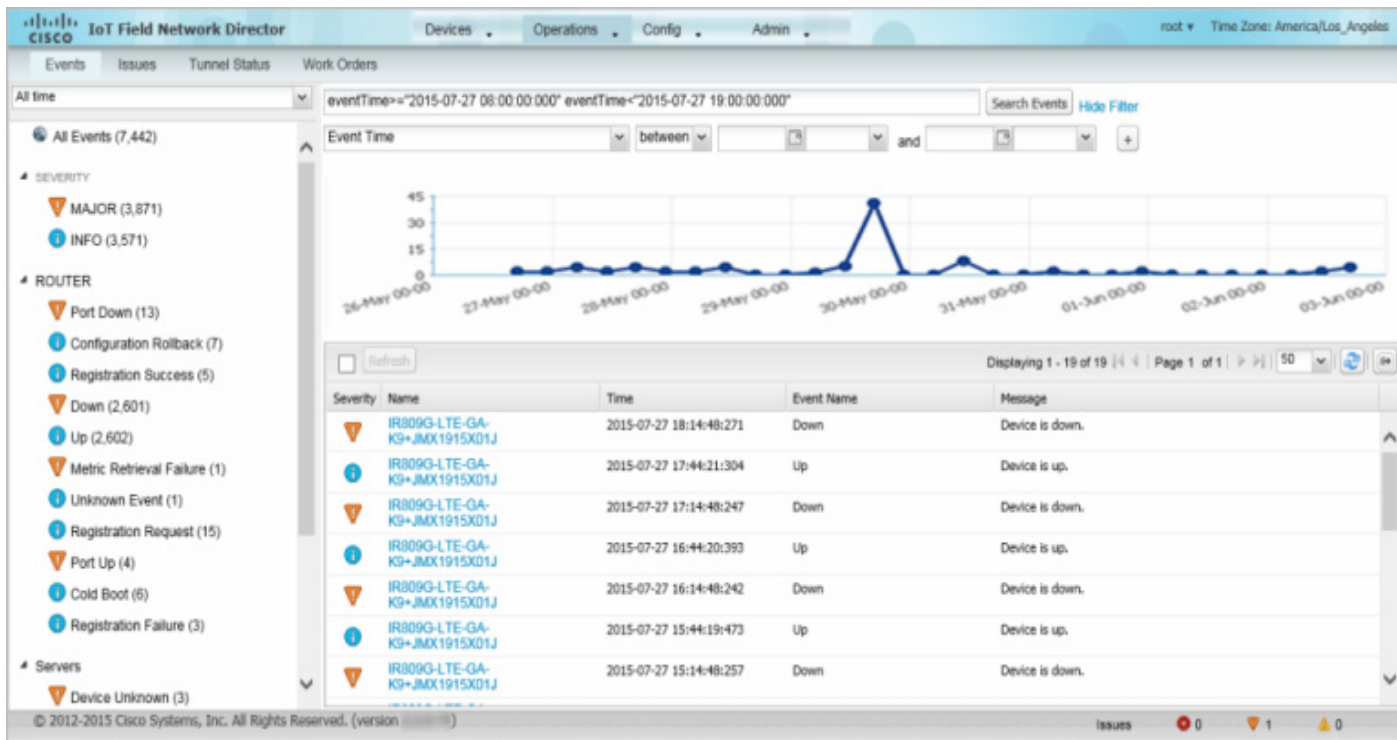 CISCO IoT Field Network Director
Devices Operations Config Admin
root Time Zone: America/Los_Angeles
Events Issues Tunnel Status Work Orders
All time
All Events (7,442)
SEVERITY
MAJOR (3,871)
INFO (3,571)
ROUTER
Port Down (13)
Configuration Rollback (7)
Registration Success (5)
Down (2,601)
Up (2,602)
Metric Retrieval Failure (1)
Unknown Event (1)
Registration Request (15)
Port Up (4)
Cold Boot (6)
Registration Failure (3)
Servers
Device Unknown (3)
eventTime>="2015-07-27 08:00:00:000" eventTime<"2015-07-27 19:00:00:000"
Search Events Hide Filter
Event Time between and +
45
30
15
0
26-May 00-00 27-May 00-00 28-May 00-00 29-May 00-00 30-May 00-00 31-May 00-00 01-Jun 00-00 02-Jun 00-00 03-Jun 00-00
Refresh Displaying 1 - 19 of 19 Page 1 of 1 50
Severity Name Time Event Name Message
IR809G-LTE-GA- 2015-07-27 18:14:48:271 Down Device is down.
K9+JMX1915X01J
IR809G-LTE-GA- 2015-07-27 17:44:21:304 Up Device is up.
K9+JMX1915X01J
IR809G-LTE-GA- 2015-07-27 17:14:48:247 Down Device is down.
K9+JMX1915X01J
IR809G-LTE-GA- 2015-07-27 16:44:20:393 Up Device is up.
K9+JMX1915X01J
IR809G-LTE-GA- 2015-07-27 16:14:48:242 Down Device is down.
K9+JMX1915X01J
IR809G-LTE-GA- 2015-07-27 15:44:19:473 Up Device is up.
K9+JMX1915X01J
IR809G-LTE-GA- 2015-07-27 15:14:48:257 Down Device is down.
K9+JMX1915X01J
© 2012-2015 Cisco Systems, Inc. All Rights Reserved. (version )
Issues 0 1 0